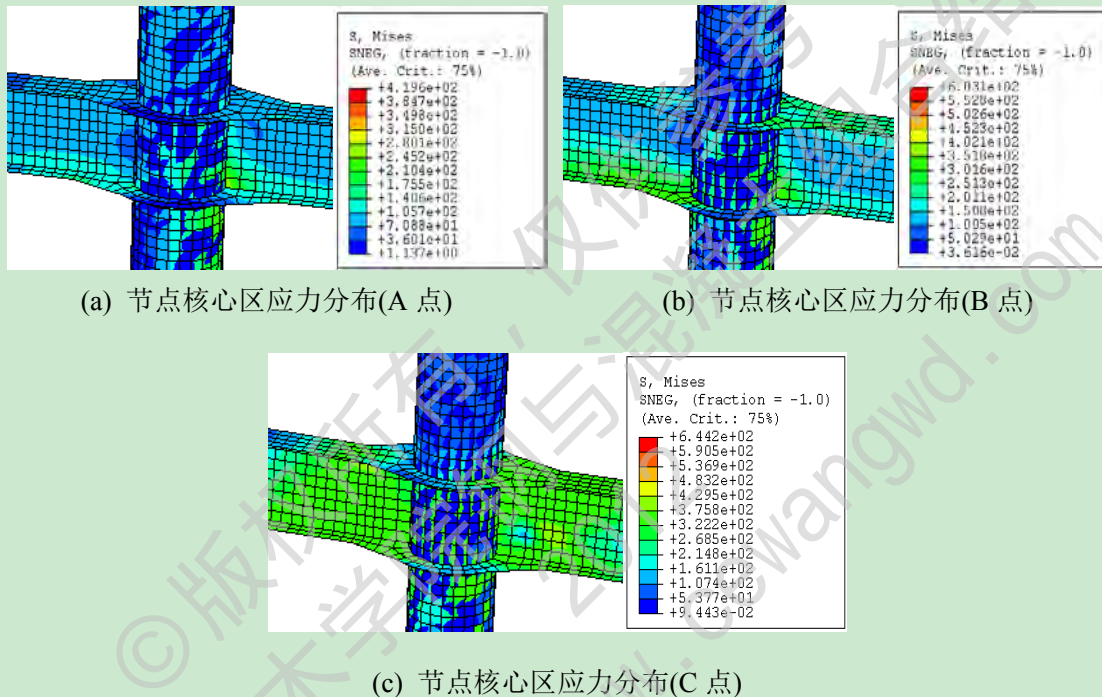 S, Mises
SNEG, (fraction = -1.0)
(Ave. Crit.: 75%)
+4.196e+02
+3.847e+02
+3.498e+02
+3.150e+02
+2.801e+02
+2.452e+02
+2.104e+02
+1.755e+02
+1.406e+02
+1.057e+02
+7.088e+01
+3.601e+01
+1.137e+00
S, Mises
SNEG, (fraction = -1.0)
(Ave. Crit.: 75%)
+6.031e+02
+5.528e+02
+5.026e+02
+4.523e+02
+4.021e+02
+3.518e+02
+3.016e+02
+2.513e+02
+2.011e+02
+1.508e+02
+1.005e+02
+5.029e+01
+3.616e-02
(a) 节点核心区应力分布(A 点)
(b) 节点核心区应力分布(B 点)
S, Mises
SNEG, (fraction = -1.0)
(Ave. Crit.: 75%)
+6.442e+02
+5.905e+02
+5.369e+02
+4.832e+02
+4.295e+02
+3.758e+02
+3.222e+02
+2.685e+02
+2.148e+02
+1.611e+02
+1.074e+02
+5.377e+01
+9.443e-02
(c) 节点核心区应力分布(C 点)
©版权所有，仅供参考